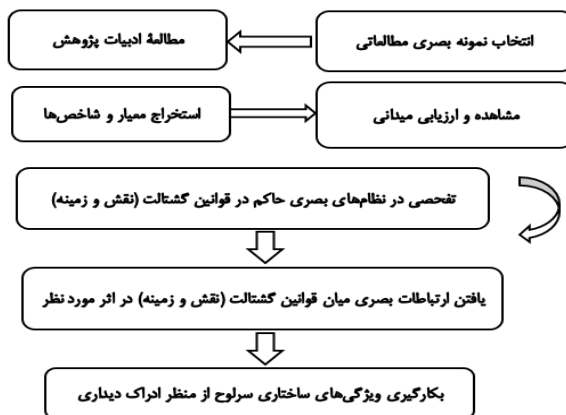 انتخاب نمونه بصری مطالعاتی
مطالعهٔ ادبیات پژوهش
مشاهده و ارزیابی میدانی
استخراج معیار و شاخص‌ها
تفحصی در نظام‌های بصری حاکم در قوانین گشتالت (نقش و زمینه)
یافتن ارتباطات بصری میان قوانین گشتالت (نقش و زمینه) در اثر مورد نظر
بکارگیری ویژگی‌های ساختاری سرلوح از منظر ادراک دیداری